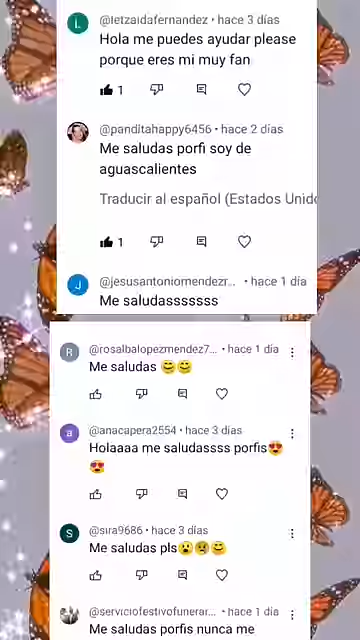 L @letzaidafernandez • hace 3 días
Hola me puedes ayudar please
porque eres mi muy fan
1
@panditahappy6456 • hace 2 días
Me saludas porfi soy de
aguascalientes
Traducir al español (Estados Unido
1
J @jesusantoniomendezr... • hace 1 día
Me saludasssssss
R @rosalbalopezmendez7... • hace 1 día
Me saludas 😄😊
a @anacapera2554 • hace 3 días
Holaaaa me saludassss porfis😍
😍
S @sira9686 • hace 3 días
Me saludas pls😮😢😊
@serviciofestivofunerar... • hace 1 día
Me saludas porfis nunca me